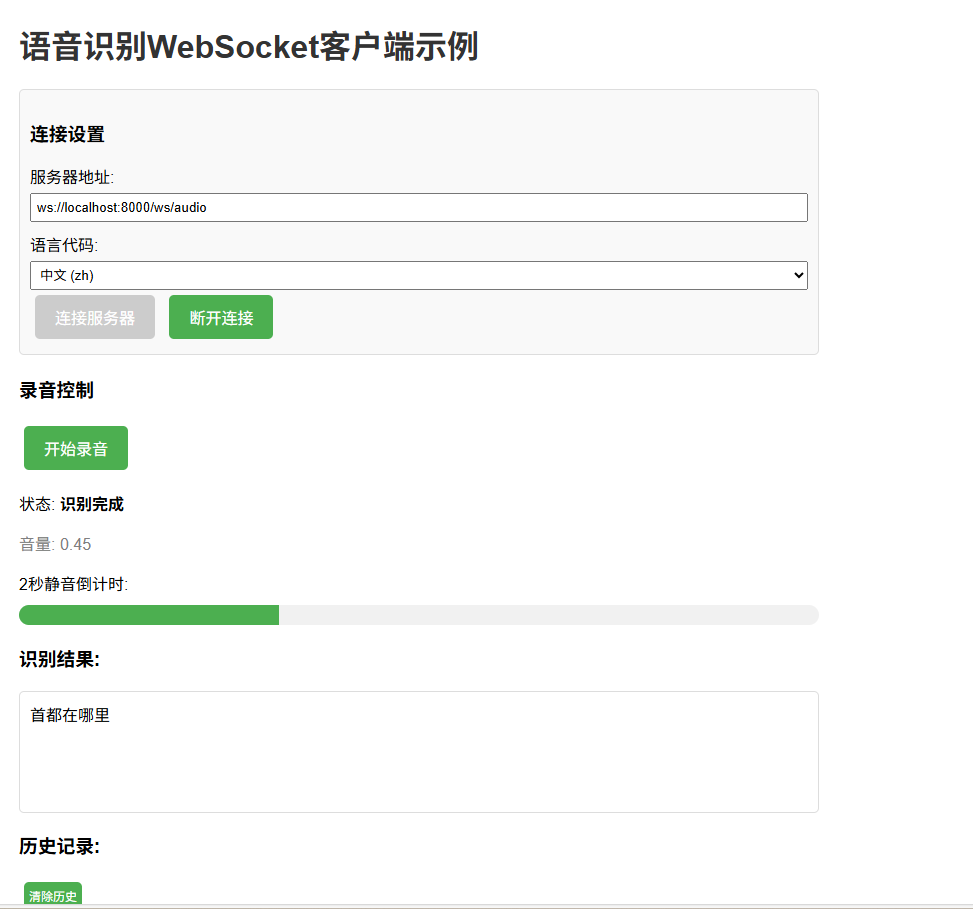 语音识别WebSocket客户端示例
连接设置
服务器地址:
ws://localhost:8000/ws/audio
语言代码:
中文 (zh)
连接服务器 断开连接
录音控制
开始录音
状态: 识别完成
音量: 0.45
2秒静音倒计时:
识别结果:
首都在哪里
历史记录:
清除历史